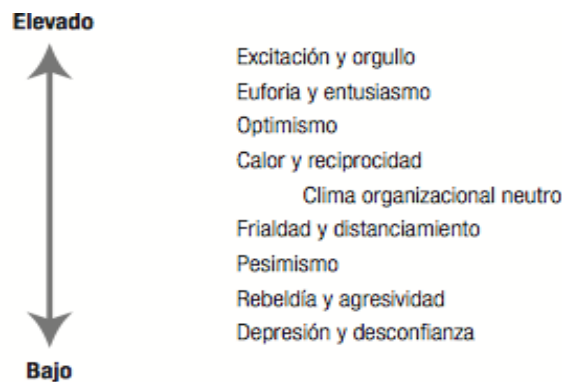 Elevado
Excitación y orgullo
Euforia y entusiasmo
Optimismo
Calor y reciprocidad
Clima organizacional neutro
Frialdad y distanciamiento
Pesimismo
Rebeldía y agresividad
Depresión y desconfianza
Bajo